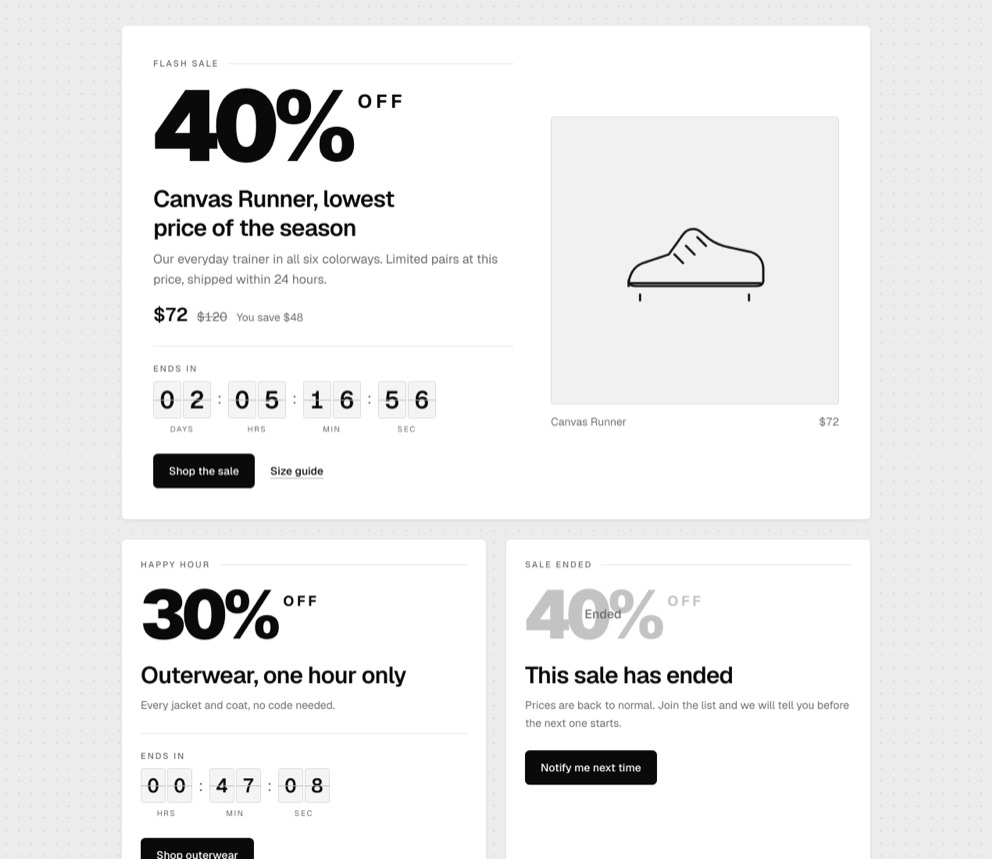 FLASH SALE
40% OFF
Canvas Runner, lowest
price of the season
Our everyday trainer in all six colorways. Limited pairs at this
price, shipped within 24 hours.
$72 $120 You save $48
ENDS IN
02 : 05 : 16 : 56
DAYS HRS MIN SEC
Shop the sale Size guide
Canvas Runner $72
HAPPY HOUR
30% OFF
Outerwear, one hour only
Every jacket and coat, no code needed.
ENDS IN
00 : 47 : 08
HRS MIN SEC
Shop outerwear
SALE ENDED
40% OFF
Ended
This sale has ended
Prices are back to normal. Join the list and we will tell you before
the next one starts.
Notify me next time